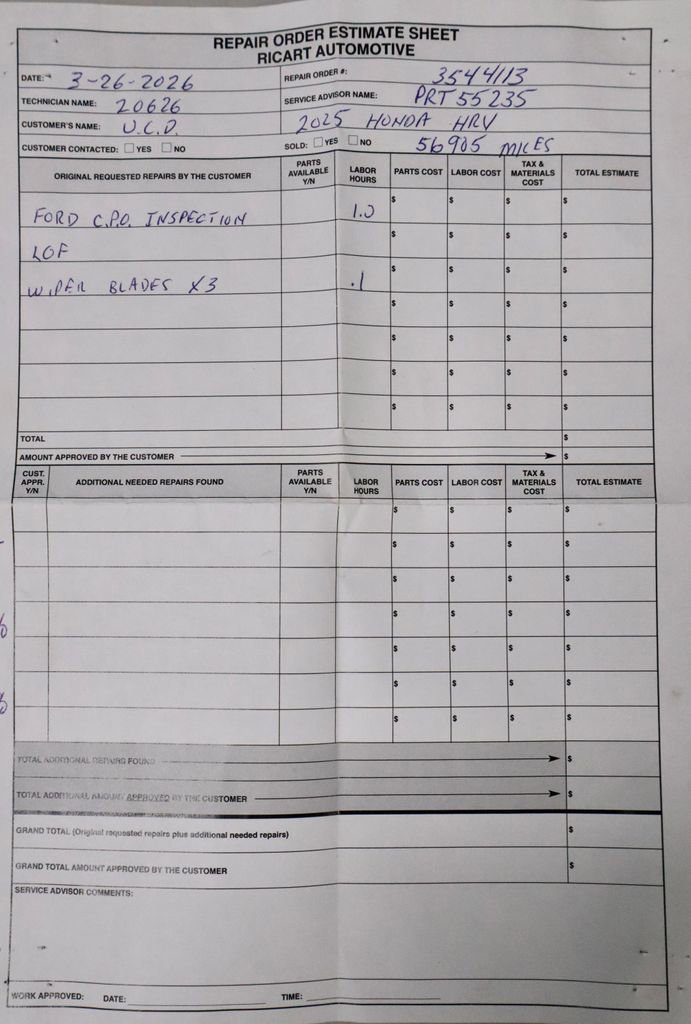 REPAIR ORDER ESTIMATE SHEET
RICART AUTOMOTIVE
DATE: 3-26-2026 REPAIR ORDER #: 3544113
TECHNICIAN NAME: 20626 SERVICE ADVISOR NAME: PRT 55235
CUSTOMER'S NAME: U.C.D. 2025 HONDA HRV
CUSTOMER CONTACTED: YES NO SOLD: YES NO 56905 MILES
ORIGINAL REQUESTED REPAIRS BY THE CUSTOMER PARTS AVAILABLE Y/N LABOR HOURS PARTS COST LABOR COST TAX & MATERIALS COST TOTAL ESTIMATE
FORD C.P.O. INSPECTION 1.0 $ $ $ $
LOF $ $ $ $
WIPER BLADES X3 .1 $ $ $ $
$ $ $ $
$ $ $ $
$ $ $ $
$ $ $ $
TOTAL $
AMOUNT APPROVED BY THE CUSTOMER $
CUST. APPR. Y/N ADDITIONAL NEEDED REPAIRS FOUND PARTS AVAILABLE Y/N LABOR HOURS PARTS COST LABOR COST TAX & MATERIALS COST TOTAL ESTIMATE
$ $ $ $
$ $ $ $
$ $ $ $
$ $ $ $
$ $ $ $
$ $ $ $
$ $ $ $
TOTAL ADDITIONAL REPAIRS FOUND $
TOTAL ADDITIONAL AMOUNT APPROVED BY THE CUSTOMER $
GRAND TOTAL (Original requested repairs plus additional needed repairs) $
GRAND TOTAL AMOUNT APPROVED BY THE CUSTOMER $
SERVICE ADVISOR COMMENTS:
WORK APPROVED: DATE: TIME: